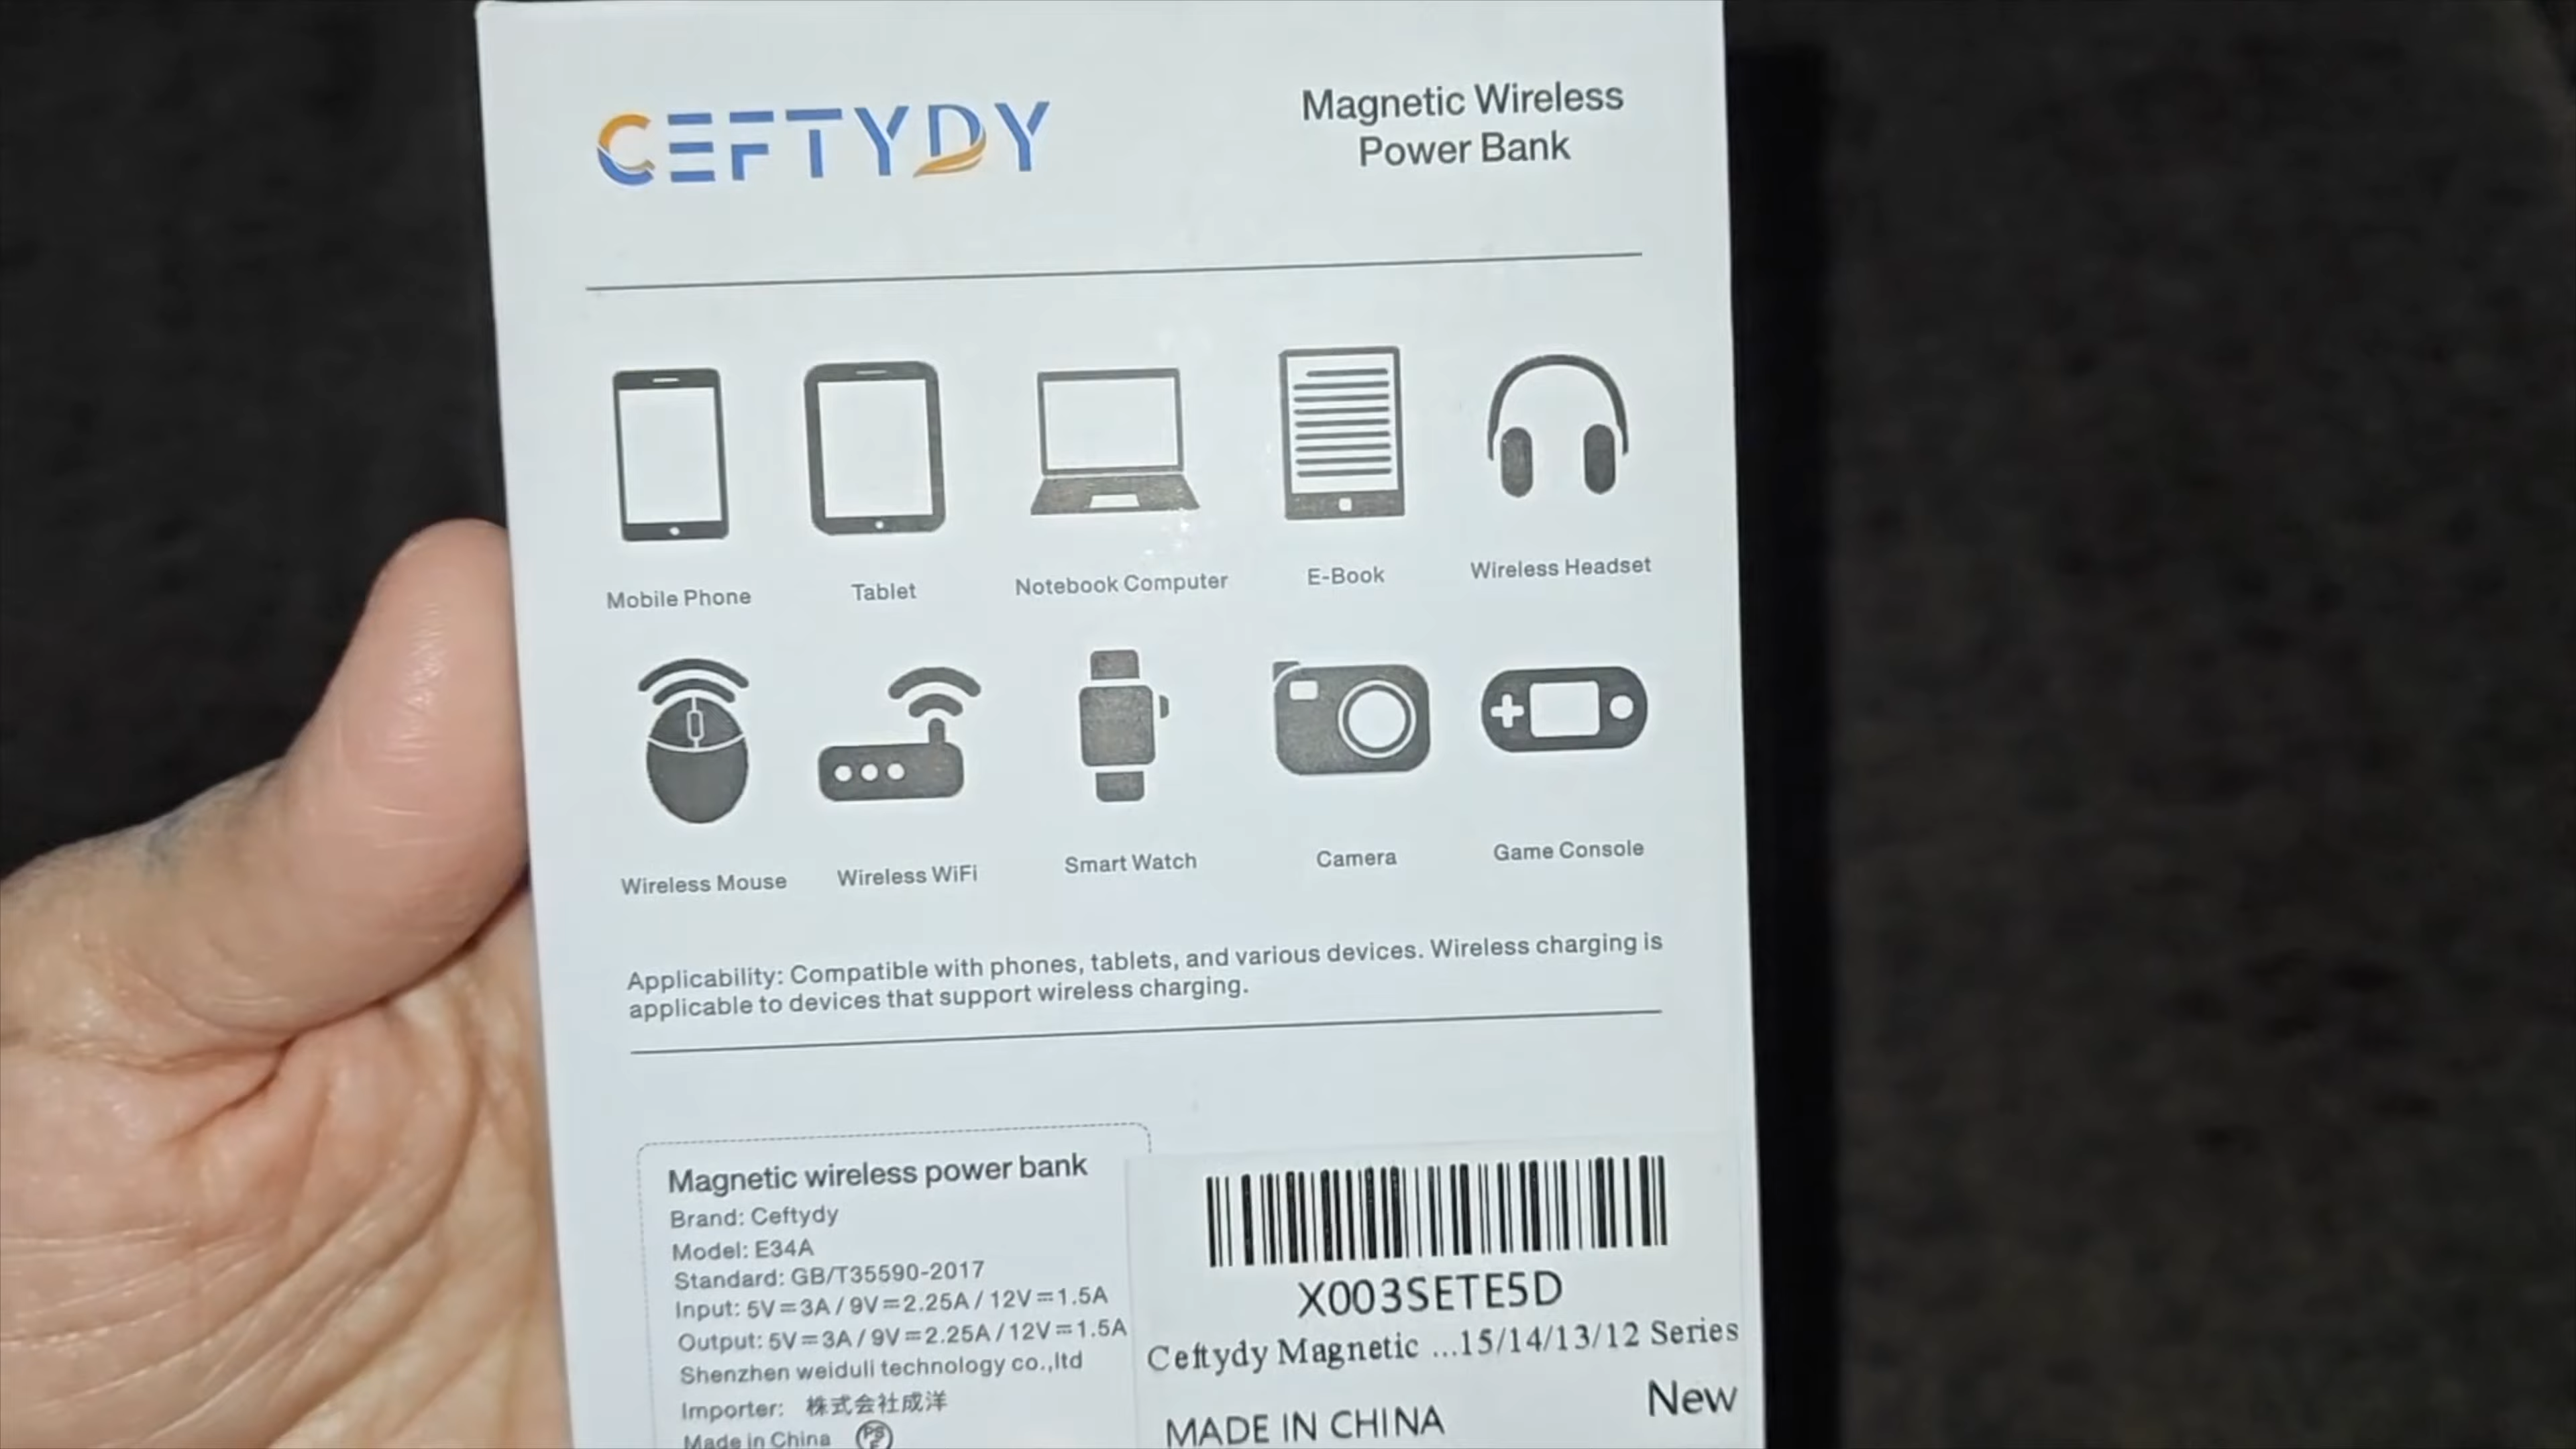 CEFTYDY
Magnetic Wireless
Power Bank
Mobile Phone
Tablet
Notebook Computer
E-Book
Wireless Headset
Wireless Mouse
Wireless WiFi
Smart Watch
Camera
Game Console
Applicability: Compatible with phones, tablets, and various devices. Wireless charging is
applicable to devices that support wireless charging.
Magnetic wireless power bank
Brand: Ceftydy
Model: E34A
Standard: GB/T35590-2017
Input: 5V⎓3A / 9V⎓2.25A / 12V⎓1.5A
Output: 5V⎓3A / 9V⎓2.25A / 12V⎓1.5A
Shenzhen weiduli technology co.,ltd
Importer: 株式会社成洋
Made in China
PS
E
X003SETE5D
Ceftydy Magnetic ...15/14/13/12 Series
New
MADE IN CHINA